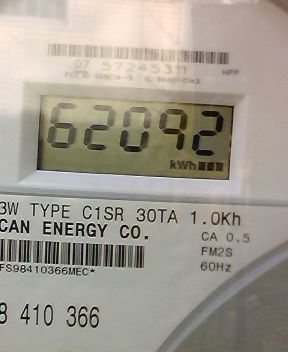 07 57245311
62092
kWh
3W TYPE C1SR 30TA 1.0Kh
CAN ENERGY CO.
CA 0.5
FM2S
60Hz
FS98410366MEC*
8 410 366